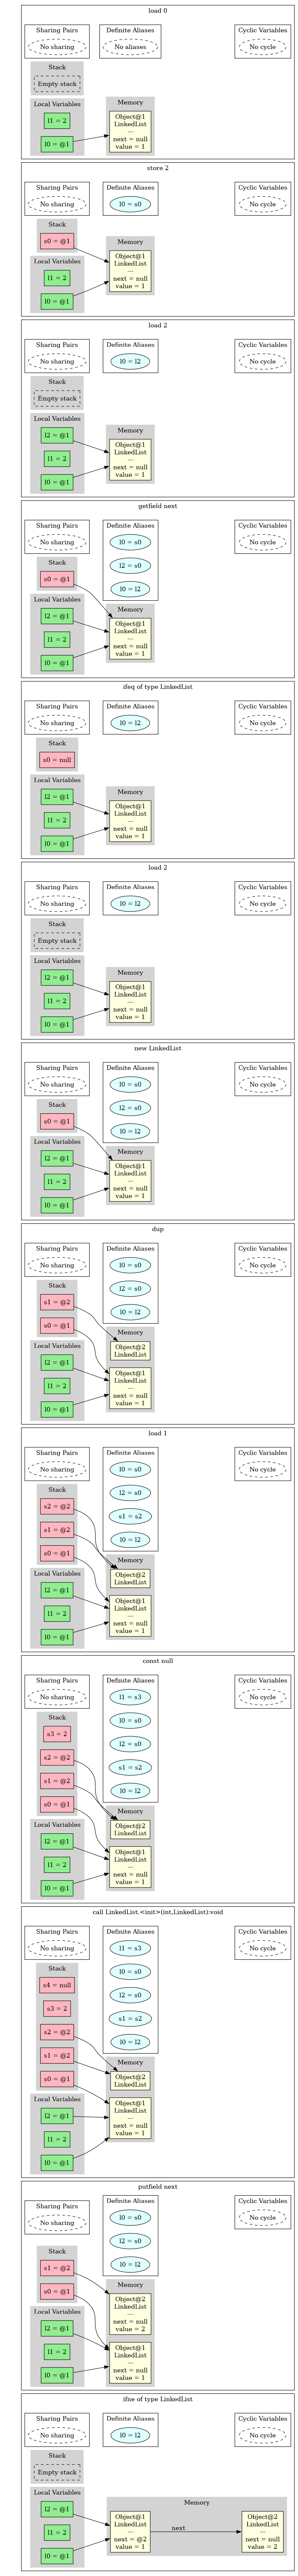 load 0
Sharing Pairs
No sharing
Definite Aliases
No aliases
Cyclic Variables
No cycle
Stack
Empty stack
Local Variables
l1 = 2
l0 = @1
Memory
Object@1
LinkedList
...
next = null
value = 1
store 2
Sharing Pairs
No sharing
Definite Aliases
l0 = s0
Cyclic Variables
No cycle
Stack
s0 = @1
Local Variables
l1 = 2
l0 = @1
Memory
Object@1
LinkedList
...
next = null
value = 1
load 2
Sharing Pairs
No sharing
Definite Aliases
l0 = l2
Cyclic Variables
No cycle
Stack
Empty stack
Local Variables
l2 = @1
l1 = 2
l0 = @1
Memory
Object@1
LinkedList
...
next = null
value = 1
getfield next
Sharing Pairs
No sharing
Definite Aliases
l0 = s0
l2 = s0
l0 = l2
Cyclic Variables
No cycle
Stack
s0 = @1
Local Variables
l2 = @1
l1 = 2
l0 = @1
Memory
Object@1
LinkedList
...
next = null
value = 1
ifeq of type LinkedList
Sharing Pairs
No sharing
Definite Aliases
l0 = l2
Cyclic Variables
No cycle
Stack
s0 = null
Local Variables
l2 = @1
l1 = 2
l0 = @1
Memory
Object@1
LinkedList
...
next = null
value = 1
load 2
Sharing Pairs
No sharing
Definite Aliases
l0 = l2
Cyclic Variables
No cycle
Stack
Empty stack
Local Variables
l2 = @1
l1 = 2
l0 = @1
Memory
Object@1
LinkedList
...
next = null
value = 1
new LinkedList
Sharing Pairs
No sharing
Definite Aliases
l0 = s0
l2 = s0
l0 = l2
Cyclic Variables
No cycle
Stack
s0 = @1
Local Variables
l2 = @1
l1 = 2
l0 = @1
Memory
Object@1
LinkedList
...
next = null
value = 1
dup
Sharing Pairs
No sharing
Definite Aliases
l0 = s0
l2 = s0
l0 = l2
Cyclic Variables
No cycle
Stack
s1 = @2
s0 = @1
Local Variables
l2 = @1
l1 = 2
l0 = @1
Memory
Object@2
LinkedList
Object@1
LinkedList
...
next = null
value = 1
load 1
Sharing Pairs
No sharing
Definite Aliases
l0 = s0
l2 = s0
s1 = s2
l0 = l2
Cyclic Variables
No cycle
Stack
s2 = @2
s1 = @2
s0 = @1
Local Variables
l2 = @1
l1 = 2
l0 = @1
Memory
Object@2
LinkedList
Object@1
LinkedList
...
next = null
value = 1
const null
Sharing Pairs
No sharing
Definite Aliases
l1 = s3
l0 = s0
l2 = s0
s1 = s2
l0 = l2
Cyclic Variables
No cycle
Stack
s3 = 2
s2 = @2
s1 = @2
s0 = @1
Local Variables
l2 = @1
l1 = 2
l0 = @1
Memory
Object@2
LinkedList
Object@1
LinkedList
...
next = null
value = 1
call LinkedList.&lt;init&gt;(int,LinkedList):void
Sharing Pairs
No sharing
Definite Aliases
l1 = s3
l0 = s0
l2 = s0
s1 = s2
l0 = l2
Cyclic Variables
No cycle
Stack
s4 = null
s3 = 2
s2 = @2
s1 = @2
s0 = @1
Local Variables
l2 = @1
l1 = 2
l0 = @1
Memory
Object@2
LinkedList
Object@1
LinkedList
...
next = null
value = 1
putfield next
Sharing Pairs
No sharing
Definite Aliases
l0 = s0
l2 = s0
l0 = l2
Cyclic Variables
No cycle
Stack
s1 = @2
s0 = @1
Local Variables
l2 = @1
l1 = 2
l0 = @1
Memory
Object@2
LinkedList
...
next = null
value = 2
Object@1
LinkedList
...
next = null
value = 1
ifne of type LinkedList
Sharing Pairs
No sharing
Definite Aliases
l0 = l2
Cyclic Variables
No cycle
Stack
Empty stack
Local Variables
l2 = @1
l1 = 2
l0 = @1
Memory
Object@1
LinkedList
...
next = @2
value = 1
next
Object@2
LinkedList
...
next = null
value = 2